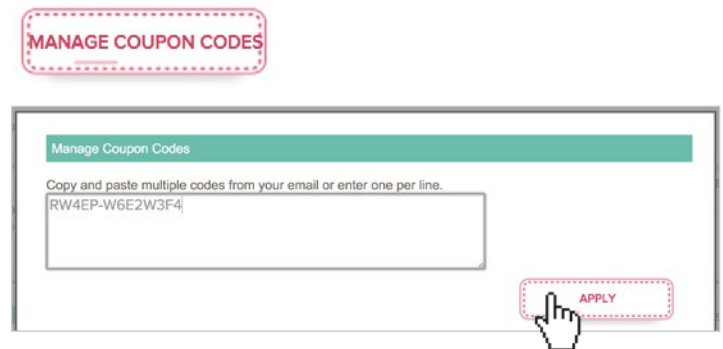 MANAGE COUPON CODES
Manage Coupon Codes
Copy and paste multiple codes from your email or enter one per line.
RW4EP-W6E2W3F4
APPLY